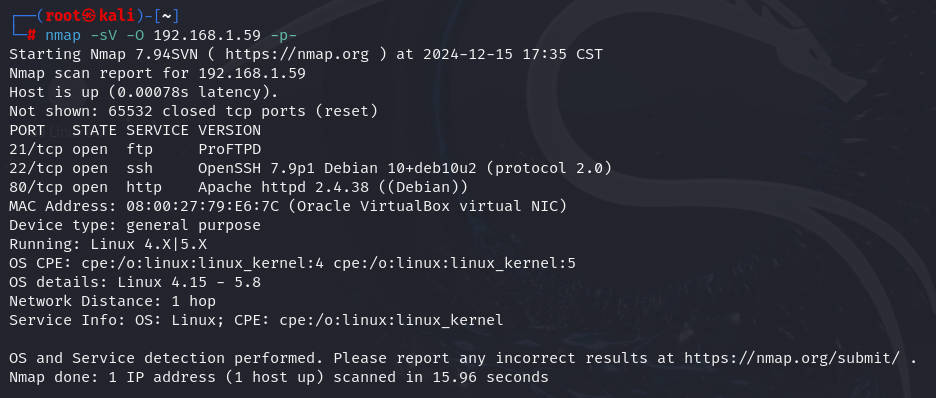 ┌──(root㉿kali)-[~]
└─# nmap -sV -O 192.168.1.59 -p-
Starting Nmap 7.94SVN ( https://nmap.org ) at 2024-12-15 17:35 CST
Nmap scan report for 192.168.1.59
Host is up (0.00078s latency).
Not shown: 65532 closed tcp ports (reset)
PORT   STATE SERVICE VERSION
21/tcp open  ftp     ProFTPD
22/tcp open  ssh     OpenSSH 7.9p1 Debian 10+deb10u2 (protocol 2.0)
80/tcp open  http    Apache httpd 2.4.38 ((Debian))
MAC Address: 08:00:27:79:E6:7C (Oracle VirtualBox virtual NIC)
Device type: general purpose
Running: Linux 4.X|5.X
OS CPE: cpe:/o:linux:linux_kernel:4 cpe:/o:linux:linux_kernel:5
OS details: Linux 4.15 - 5.8
Network Distance: 1 hop
Service Info: OS: Linux; CPE: cpe:/o:linux:linux_kernel

OS and Service detection performed. Please report any incorrect results at https://nmap.org/submit/ .
Nmap done: 1 IP address (1 host up) scanned in 15.96 seconds